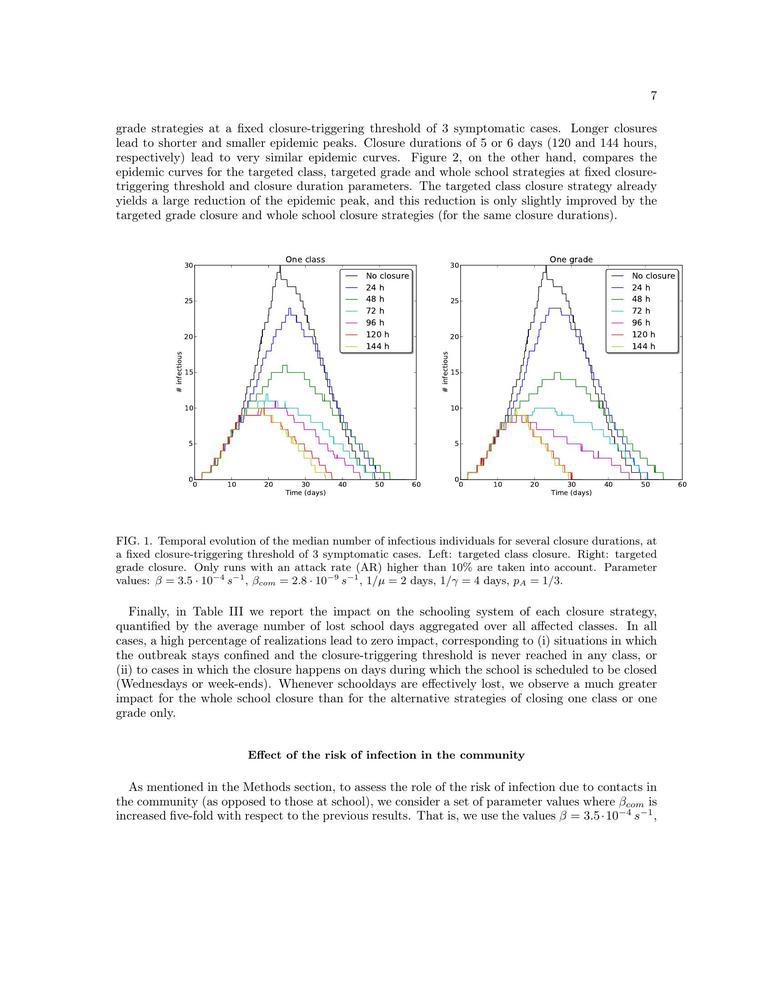 7
grade strategies at a fixed closure-triggering threshold of 3 symptomatic cases. Longer closures
lead to shorter and smaller epidemic peaks. Closure durations of 5 or 6 days (120 and 144 hours,
respectively) lead to very similar epidemic curves. Figure 2, on the other hand, compares the
epidemic curves for the targeted class, targeted grade and whole school strategies at fixed closure-
triggering threshold and closure duration parameters. The targeted class closure strategy already
yields a large reduction of the epidemic peak, and this reduction is only slightly improved by the
targeted grade closure and whole school closure strategies (for the same closure durations).
One class
30
25
20
15
10
5
0
# infectious
0 10 20 30 40 50 60
Time (days)
No closure
24 h
48 h
72 h
96 h
120 h
144 h
One grade
30
25
20
15
10
5
0
# infectious
0 10 20 30 40 50 60
Time (days)
No closure
24 h
48 h
72 h
96 h
120 h
144 h
FIG. 1. Temporal evolution of the median number of infectious individuals for several closure durations, at
a fixed closure-triggering threshold of 3 symptomatic cases. Left: targeted class closure. Right: targeted
grade closure. Only runs with an attack rate (AR) higher than 10% are taken into account. Parameter
values: β = 3.5 · 10⁻⁴ s⁻¹, β_com = 2.8 · 10⁻⁹ s⁻¹, 1/μ = 2 days, 1/γ = 4 days, p_A = 1/3.
Finally, in Table III we report the impact on the schooling system of each closure strategy,
quantified by the average number of lost school days aggregated over all affected classes. In all
cases, a high percentage of realizations lead to zero impact, corresponding to (i) situations in which
the outbreak stays confined and the closure-triggering threshold is never reached in any class, or
(ii) to cases in which the closure happens on days during which the school is scheduled to be closed
(Wednesdays or week-ends). Whenever schooldays are effectively lost, we observe a much greater
impact for the whole school closure than for the alternative strategies of closing one class or one
grade only.
Effect of the risk of infection in the community
As mentioned in the Methods section, to assess the role of the risk of infection due to contacts in
the community (as opposed to those at school), we consider a set of parameter values where β_com is
increased five-fold with respect to the previous results. That is, we use the values β = 3.5·10⁻⁴ s⁻¹,